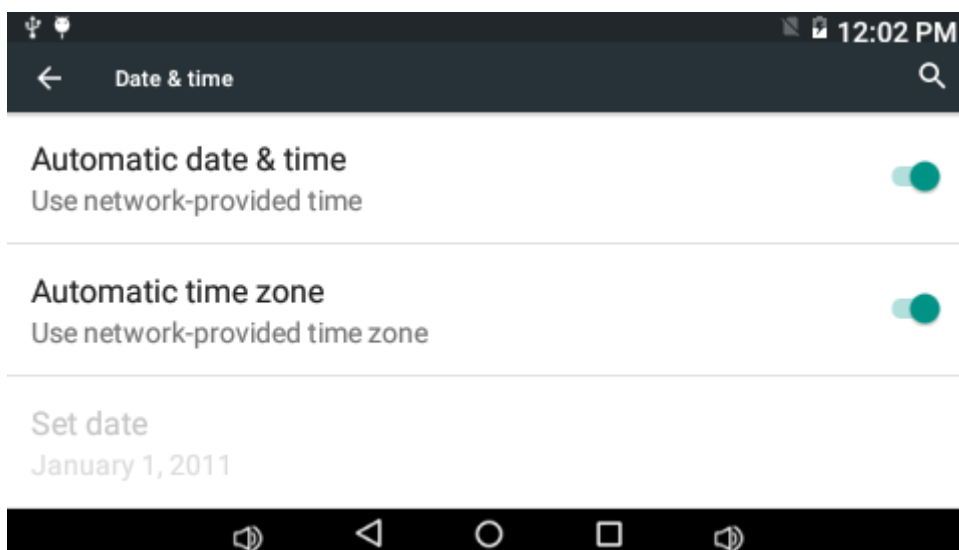 12:02 PM
Date & time
Automatic date & time
Use network-provided time
Automatic time zone
Use network-provided time zone
Set date
January 1, 2011